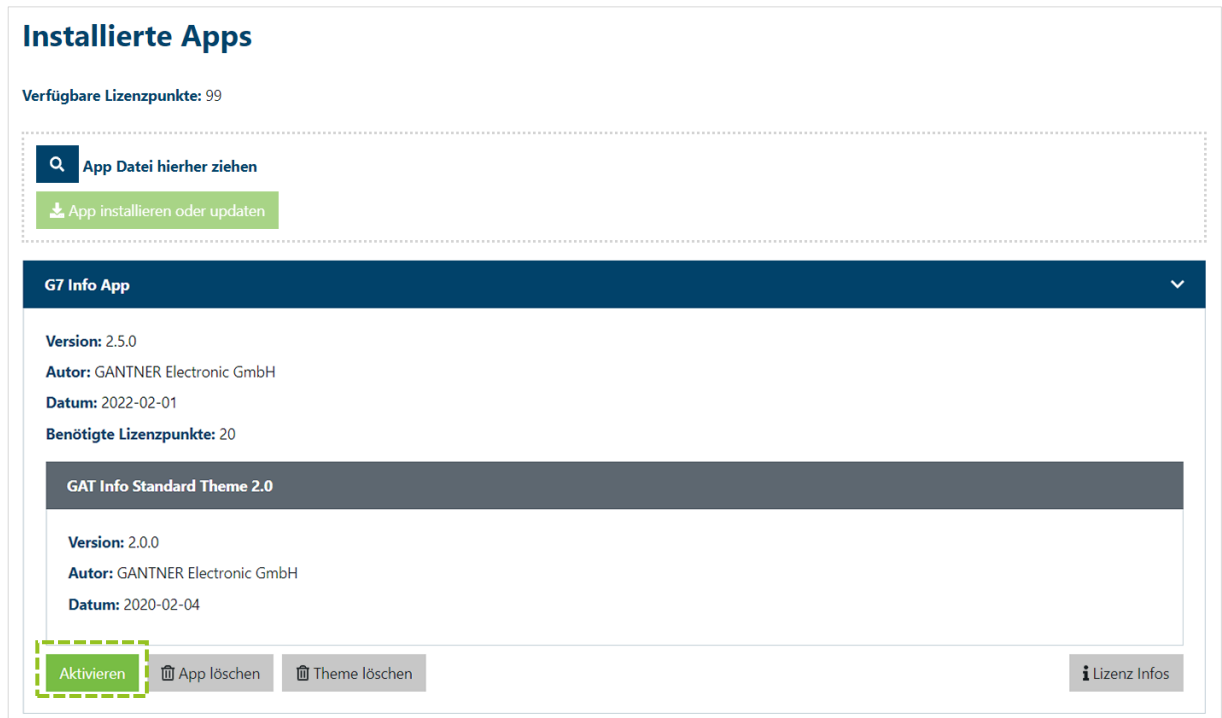 Installierte Apps
Verfügbare Lizenzpunkte: 99
App Datei hierher ziehen
App installieren oder updaten
G7 Info App
Version: 2.5.0
Autor: GANTNER Electronic GmbH
Datum: 2022-02-01
Benötigte Lizenzpunkte: 20
GAT Info Standard Theme 2.0
Version: 2.0.0
Autor: GANTNER Electronic GmbH
Datum: 2020-02-04
Aktivieren App löschen Theme löschen Lizenz Infos